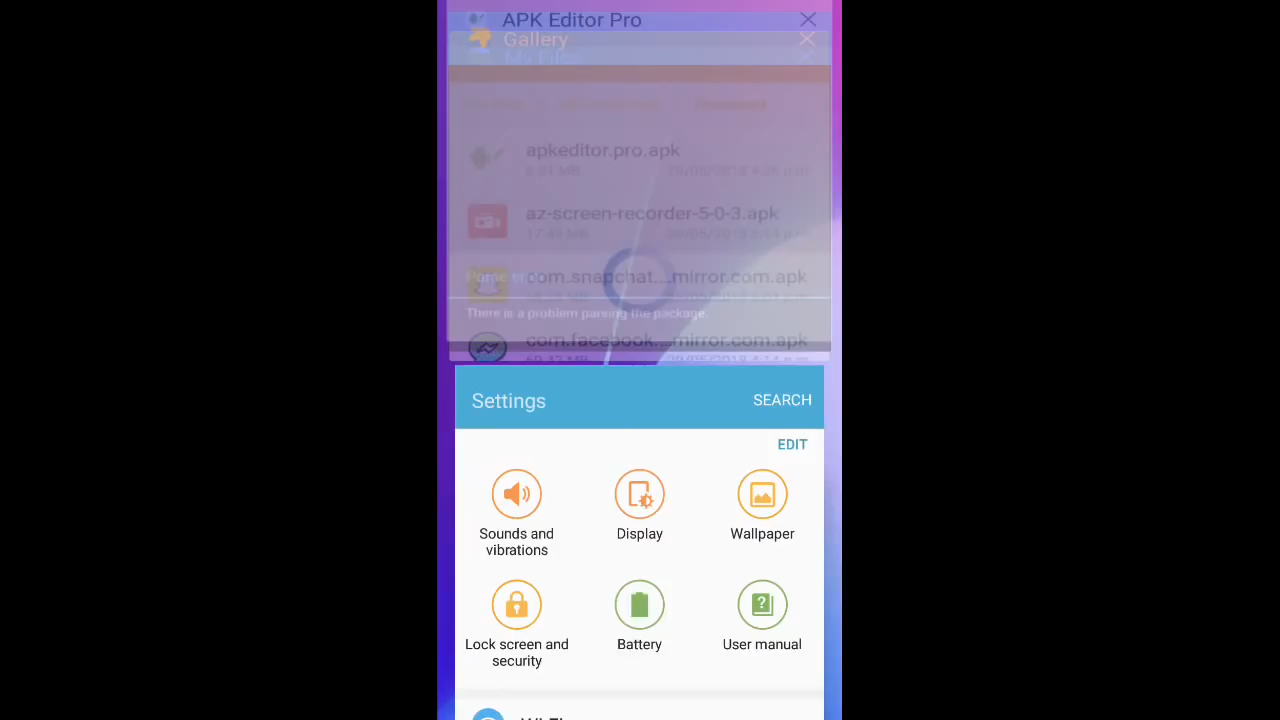 APK Editor Pro
Gallery
My Files
apkeditor.pro.apk
az-screen-recorder-5-0-3.apk
com.snapchat....mirror.com.apk
There is a problem parsing the package.
com.facebook....mirror.com.apk
Settings
SEARCH
EDIT
Sounds and
vibrations
Display
Wallpaper
Lock screen and
security
Battery
User manual